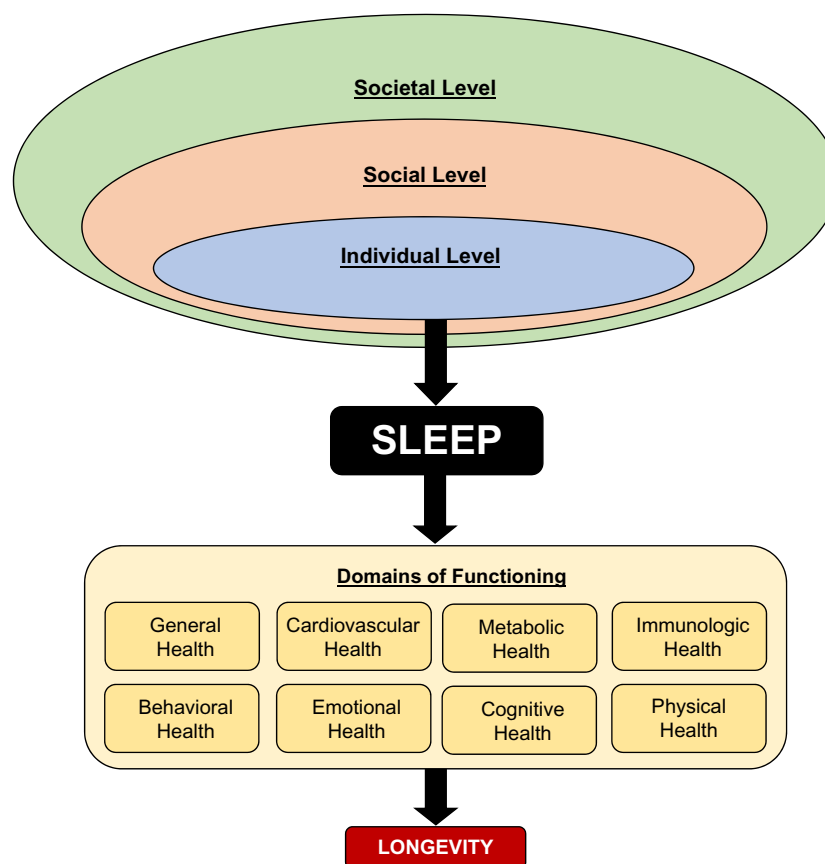 Societal Level
Social Level
Individual Level
SLEEP
Domains of Functioning
General
Health
Cardiovascular
Health
Metabolic
Health
Immunologic
Health
Behavioral
Health
Emotional
Health
Cognitive
Health
Physical
Health
LONGEVITY